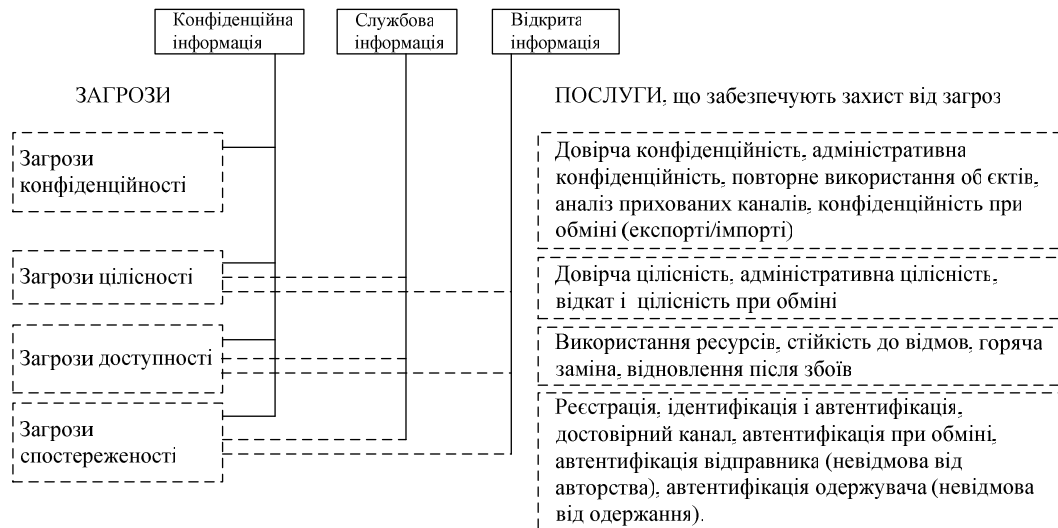 Конфіденційна
інформація
Службова
інформація
Відкрита
інформація
ЗАГРОЗИ
ПОСЛУГИ, що забезпечують захист від загроз
Загрози
конфіденційності
Довірча конфіденційність, адміністративна
конфіденційність, повторне використання об єктів,
аналіз прихованих каналів, конфіденційність при
обміні (експорті/імпорті)
Загрози цілісності
Довірча цілісність, адміністративна цілісність,
відкат і цілісність при обміні
Загрози доступності
Використання ресурсів, стійкість до відмов, горяча
заміна, відновлення після збоїв
Загрози
спостереженості
Реєстрація, ідентифікація і автентифікація,
достовірний канал, автентифікація при обміні,
автентифікація відправника (невідмова від
авторства), автентифікація одержувача (невідмова
від одержання).